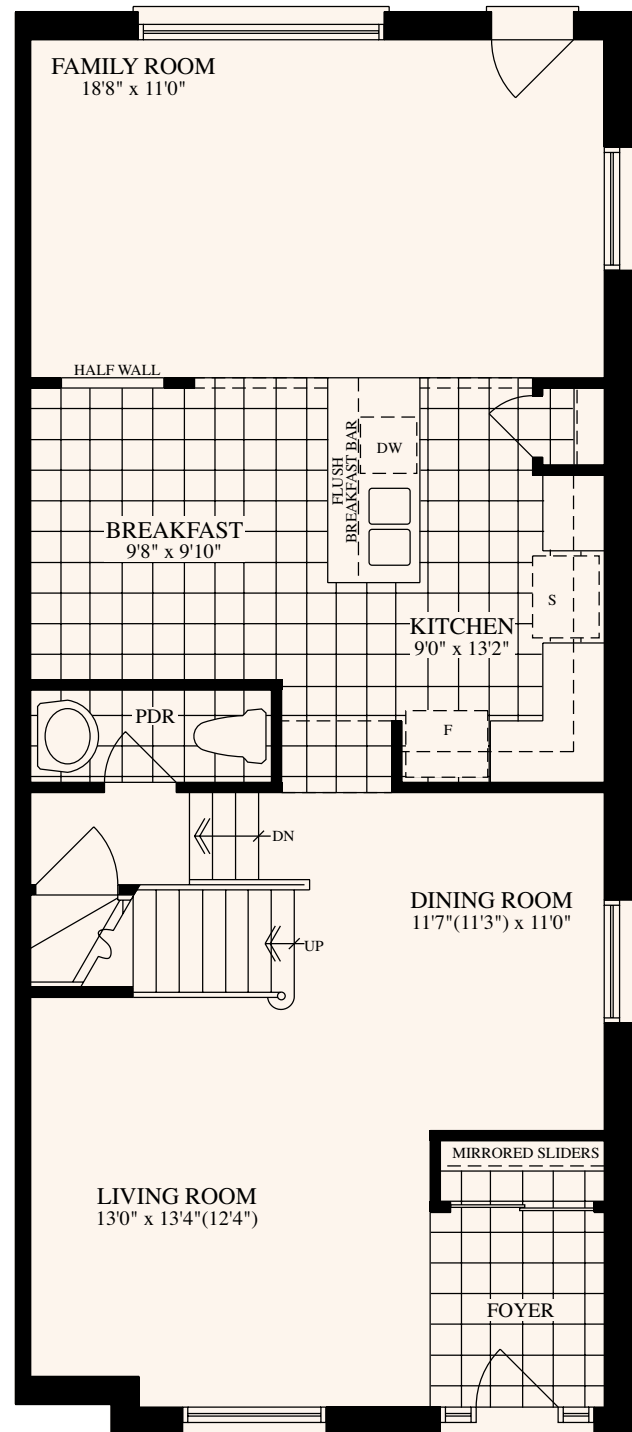 FAMILY ROOM
18'8" x 11'0"
HALF WALL
FLUSH
BREAKFAST BAR
DW
BREAKFAST
9'8" x 9'10"
S
KITCHEN
9'0" x 13'2"
PDR
F
DN
DINING ROOM
11'7"(11'3") x 11'0"
UP
MIRRORED SLIDERS
LIVING ROOM
13'0" x 13'4"(12'4")
FOYER